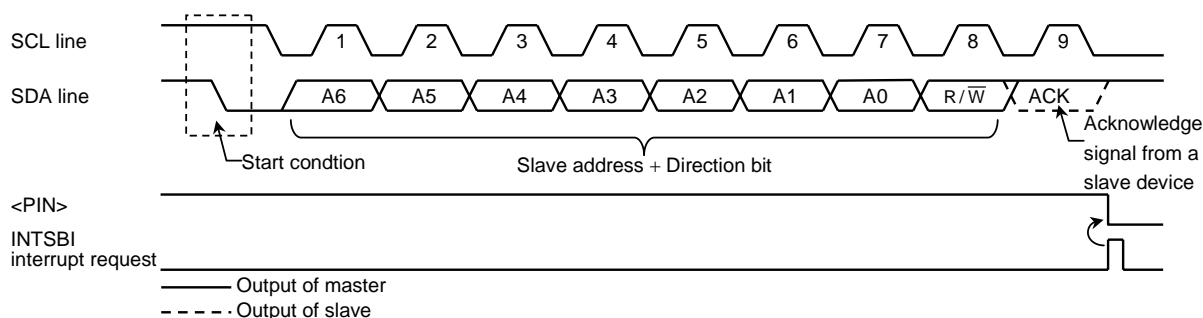 SCL line
1 2 3 4 5 6 7 8 9
SDA line
A6 A5 A4 A3 A2 A1 A0 R/W̅ ACK
Start condtion
Slave address + Direction bit
Acknowledge
signal from a
slave device
<PIN>
INTSBI
interrupt request
Output of master
Output of slave